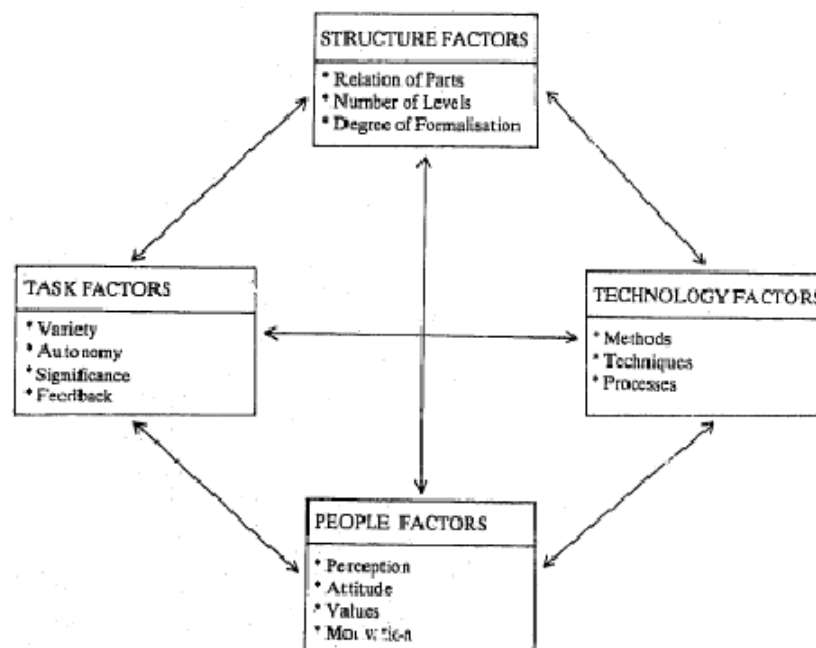 STRUCTURE FACTORS
* Relation of Parts
* Number of Levels
* Degree of Formalisation
TASK FACTORS
* Variety
* Autonomy
* Significance
* Feedback
TECHNOLOGY FACTORS
* Methods
* Techniques
* Processes
PEOPLE FACTORS
* Perception
* Attitude
* Values
*